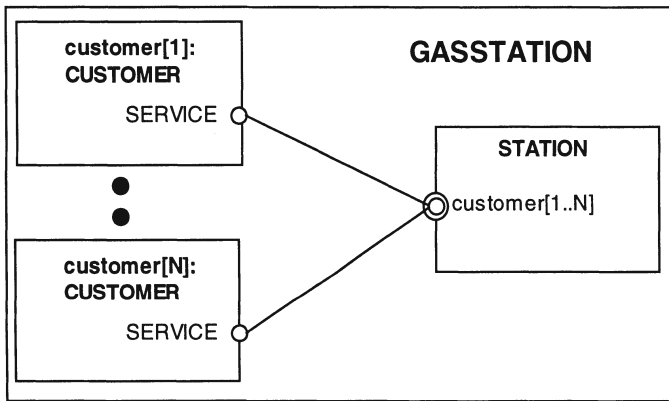 customer[1]:
CUSTOMER
SERVICE
GASSTATION
STATION
customer[1..N]
customer[N]:
CUSTOMER
SERVICE